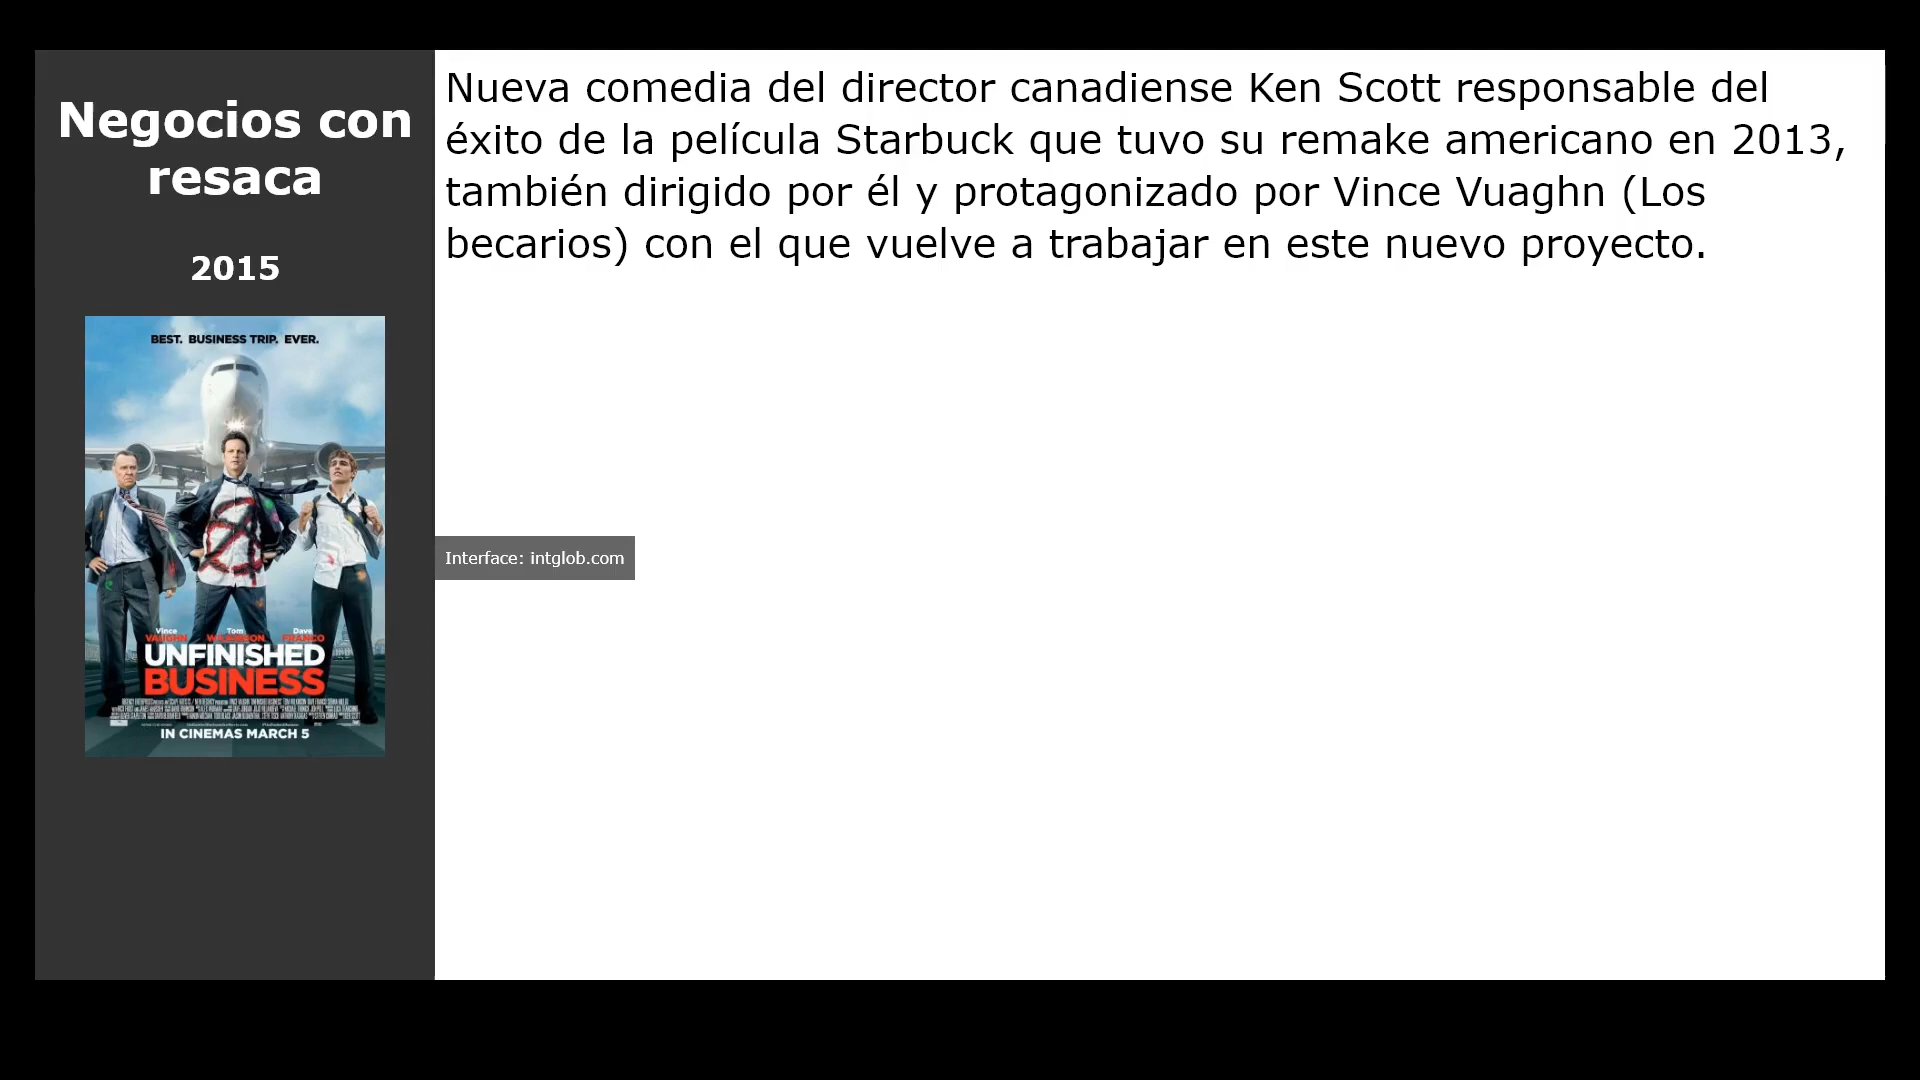 Negocios con
resaca
2015
BEST. BUSINESS TRIP. EVER.
Vince Tom Dave
VAUGHN WILKINSON FRANCO
UNFINISHED
BUSINESS
IN CINEMAS MARCH 5
Nueva comedia del director canadiense Ken Scott responsable del
éxito de la película Starbuck que tuvo su remake americano en 2013,
también dirigido por él y protagonizado por Vince Vuaghn (Los
becarios) con el que vuelve a trabajar en este nuevo proyecto.
Interface: intglob.com